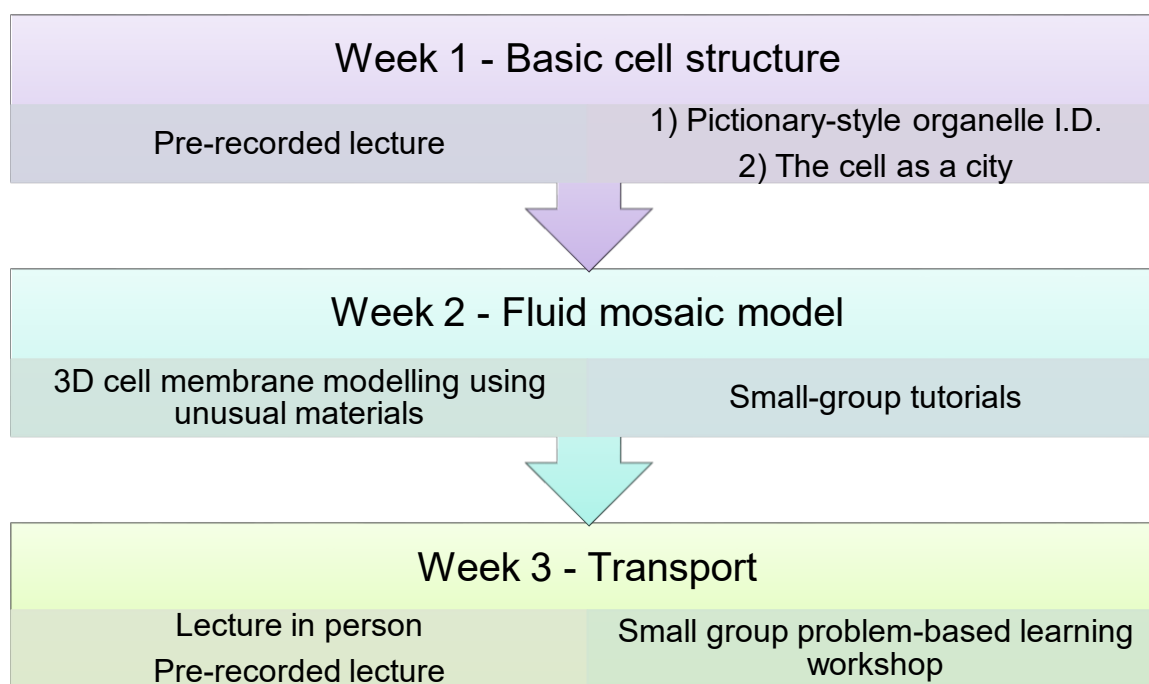 Week 1 - Basic cell structure
Pre-recorded lecture
1) Pictionary-style organelle I.D.
2) The cell as a city
Week 2 - Fluid mosaic model
3D cell membrane modelling using
unusual materials
Small-group tutorials
Week 3 - Transport
Lecture in person
Pre-recorded lecture
Small group problem-based learning
workshop